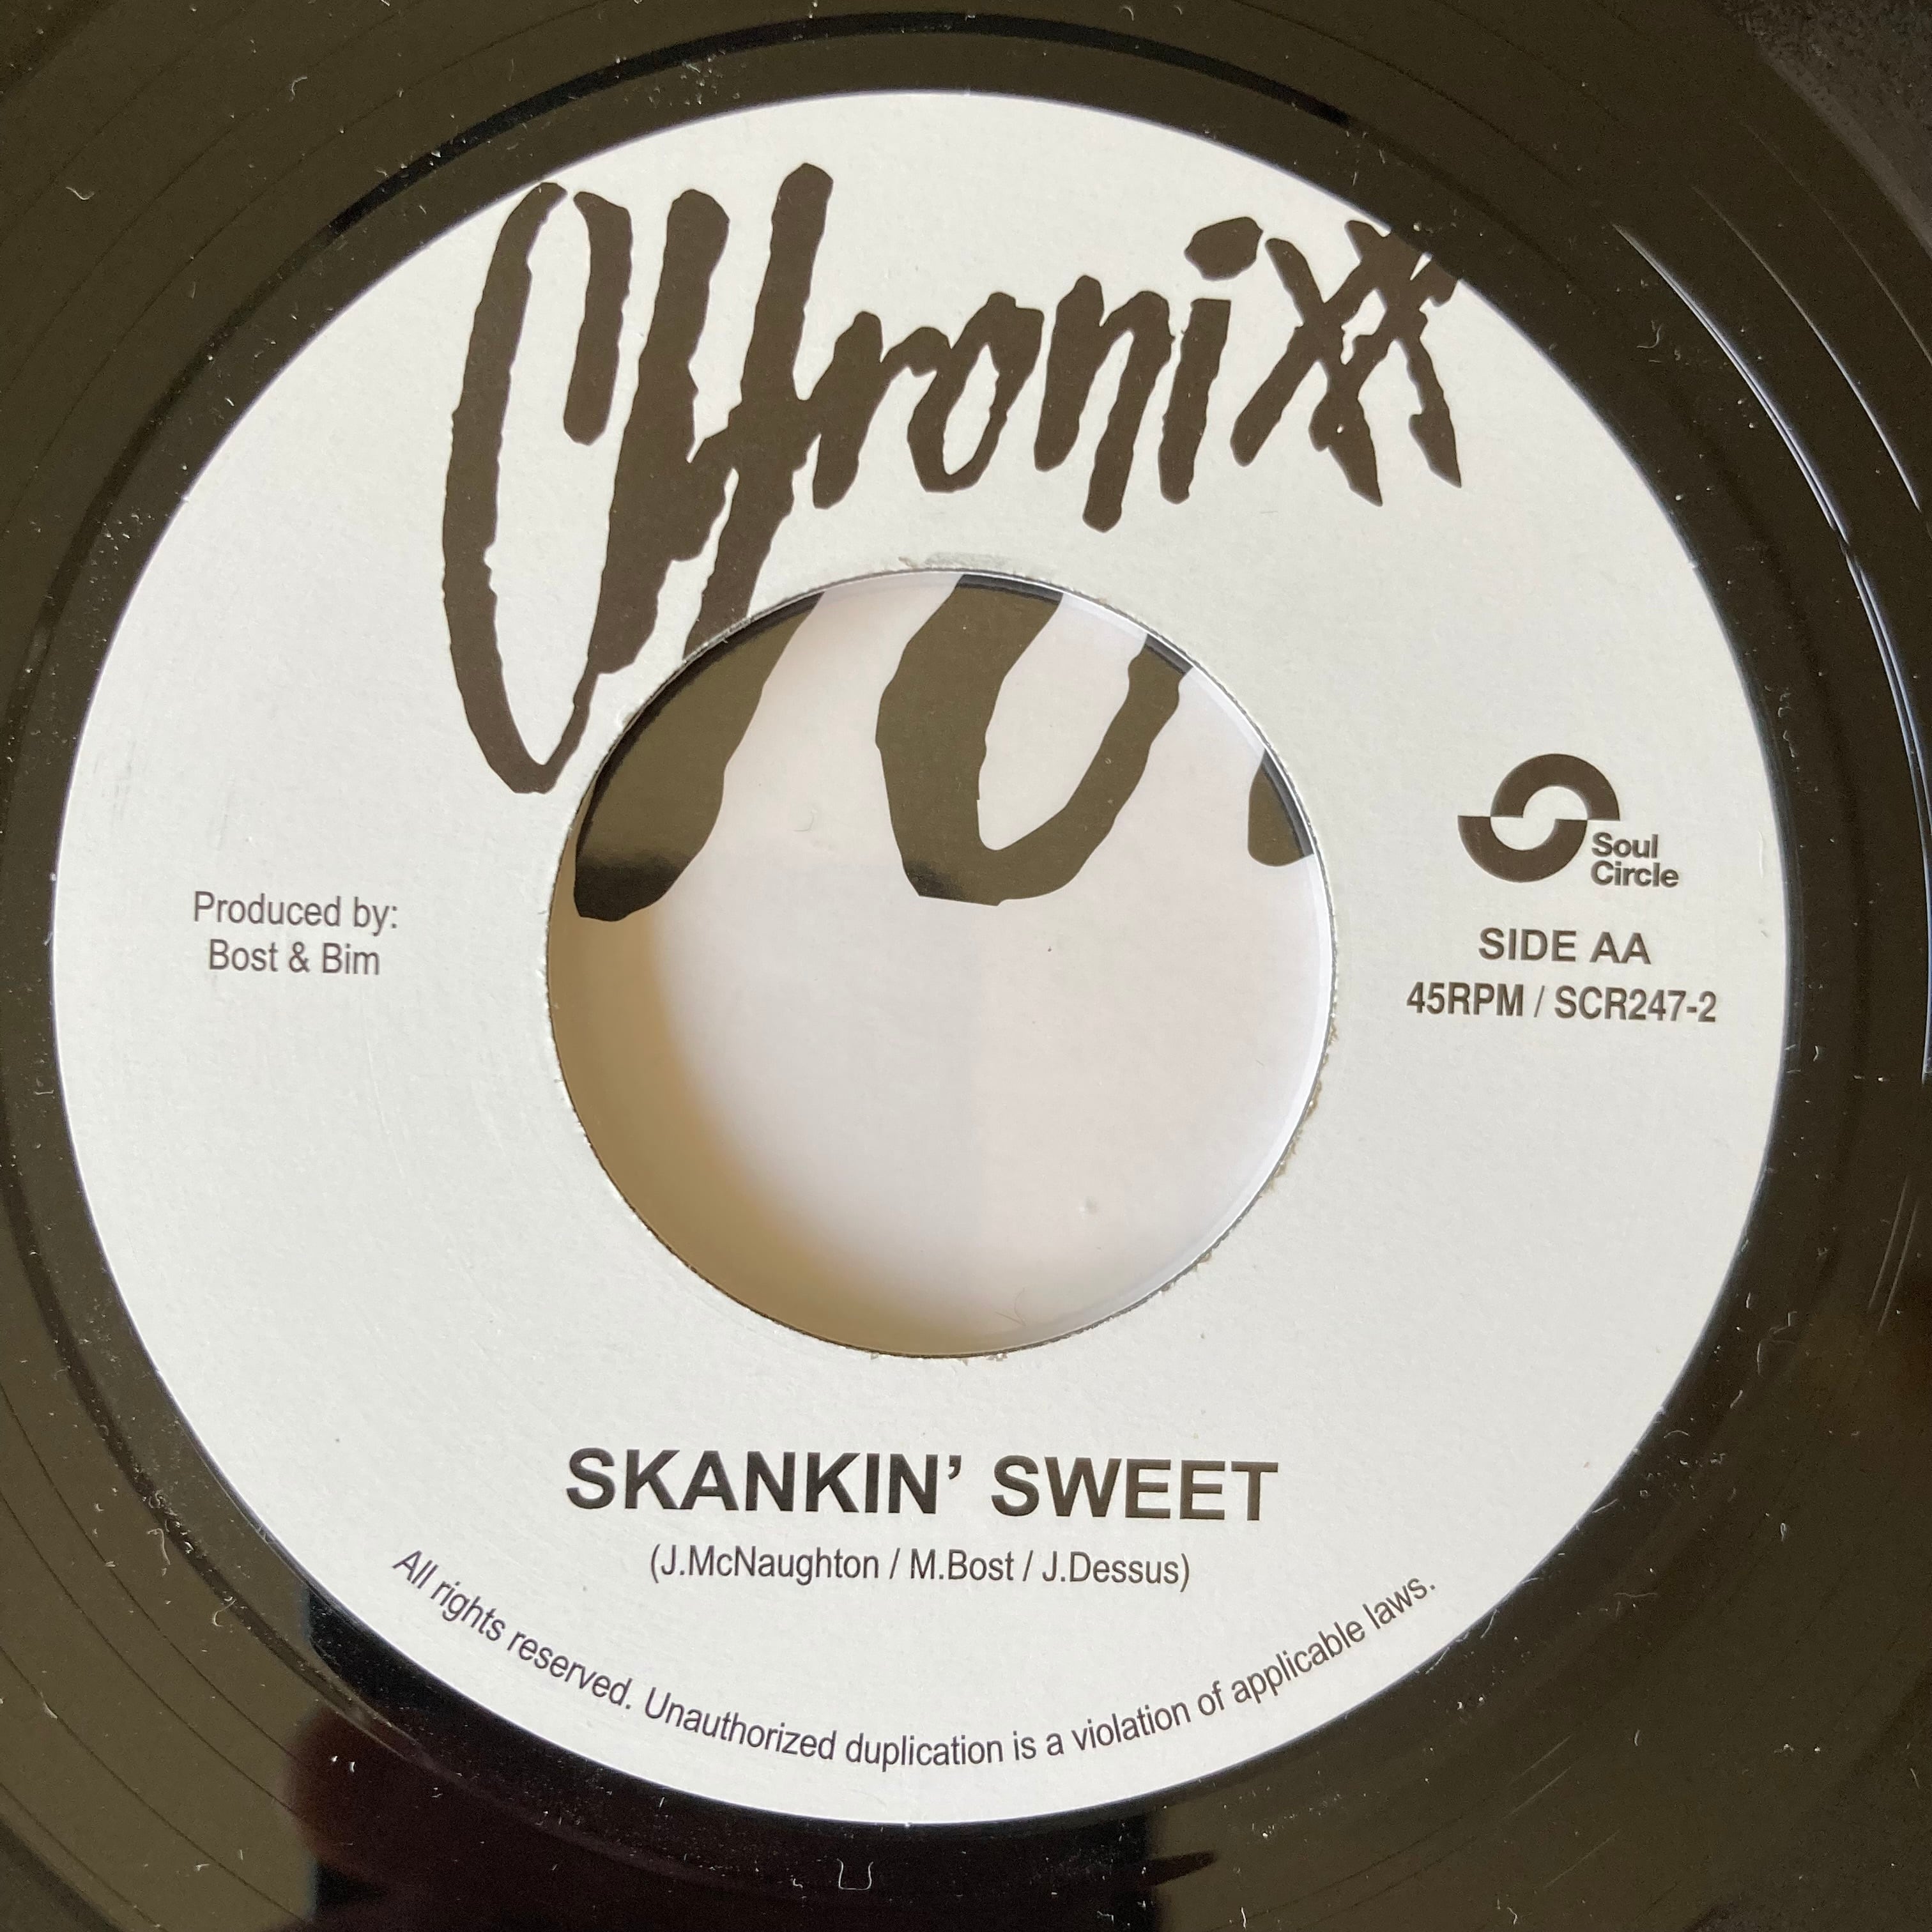 Chronixx
Produced by:
Bost & Bim
Soul
Circle
SIDE AA
45RPM / SCR247-2
SKANKIN’ SWEET
(J.McNaughton / M.Bost / J.Dessus)
All rights reserved. Unauthorized duplication is a violation of applicable laws.